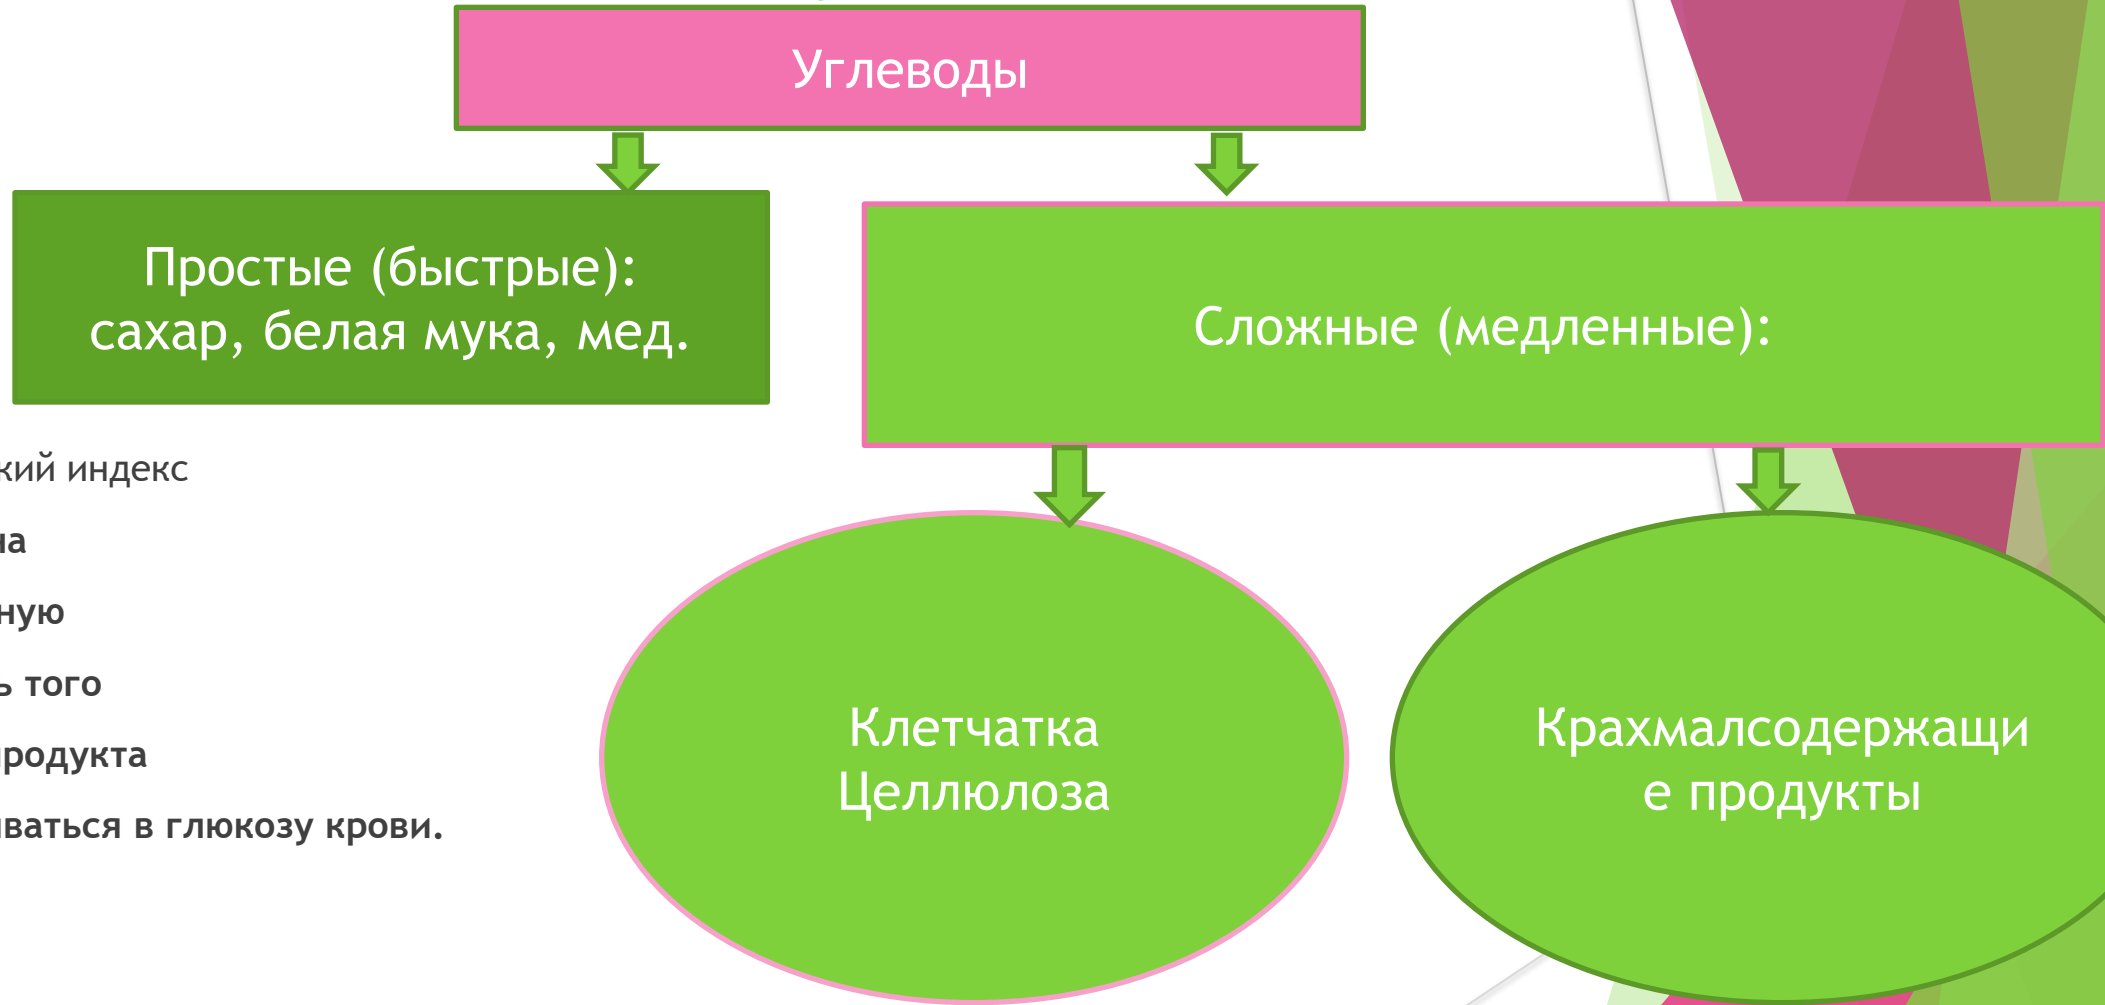 Углеводы
Простые (быстрые):
сахар, белая мука, мед.
Сложные (медленные):
кий индекс
на
ную
ь того
продукта
ваться в глюкозу крови.
Клетчатка
Целлюлоза
Крахмалсодержащи
е продукты